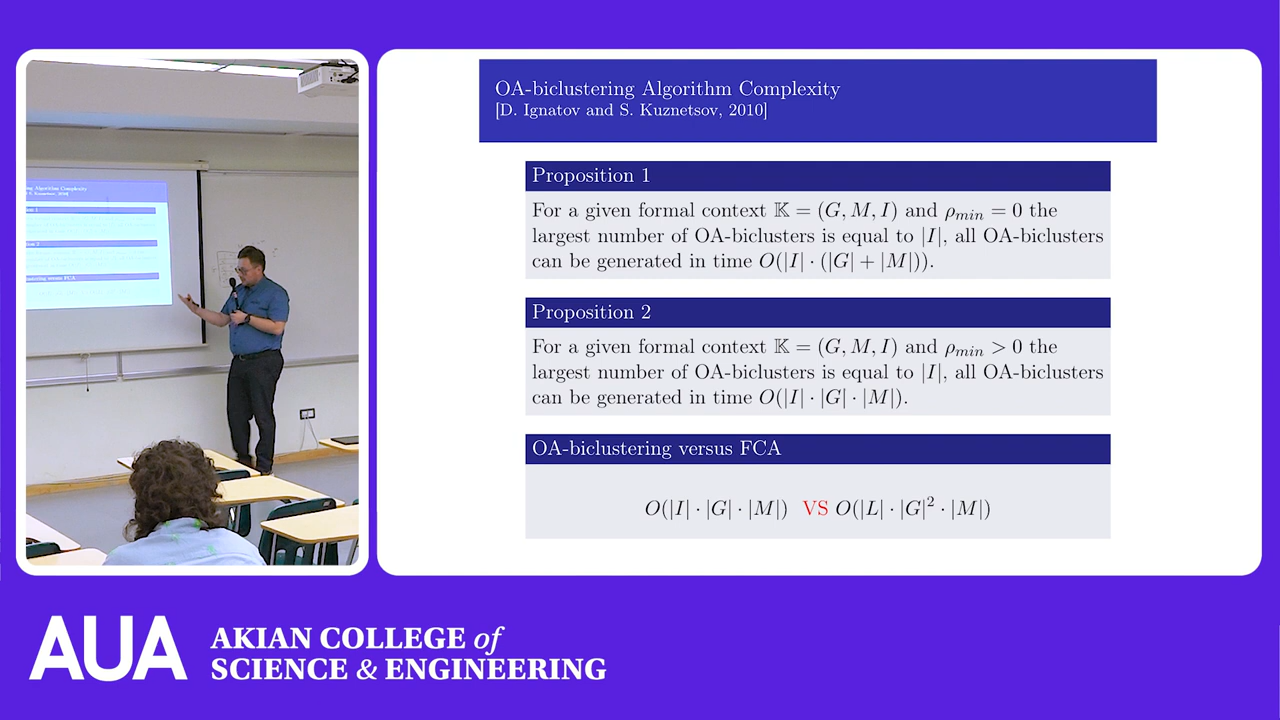 OA-biclustering Algorithm Complexity
[D. Ignatov and S. Kuznetsov, 2010]
Proposition 1
For a given formal context 𝕂 = (G, M, I) and ρ_min = 0 the
largest number of OA-biclusters is equal to |I|, all OA-biclusters
can be generated in time O(|I| · (|G| + |M|)).
Proposition 2
For a given formal context 𝕂 = (G, M, I) and ρ_min > 0 the
largest number of OA-biclusters is equal to |I|, all OA-biclusters
can be generated in time O(|I| · |G| · |M|).
OA-biclustering versus FCA
O(|I| · |G| · |M|) VS O(|L| · |G|² · |M|)
AUA
AKIAN COLLEGE of
SCIENCE & ENGINEERING